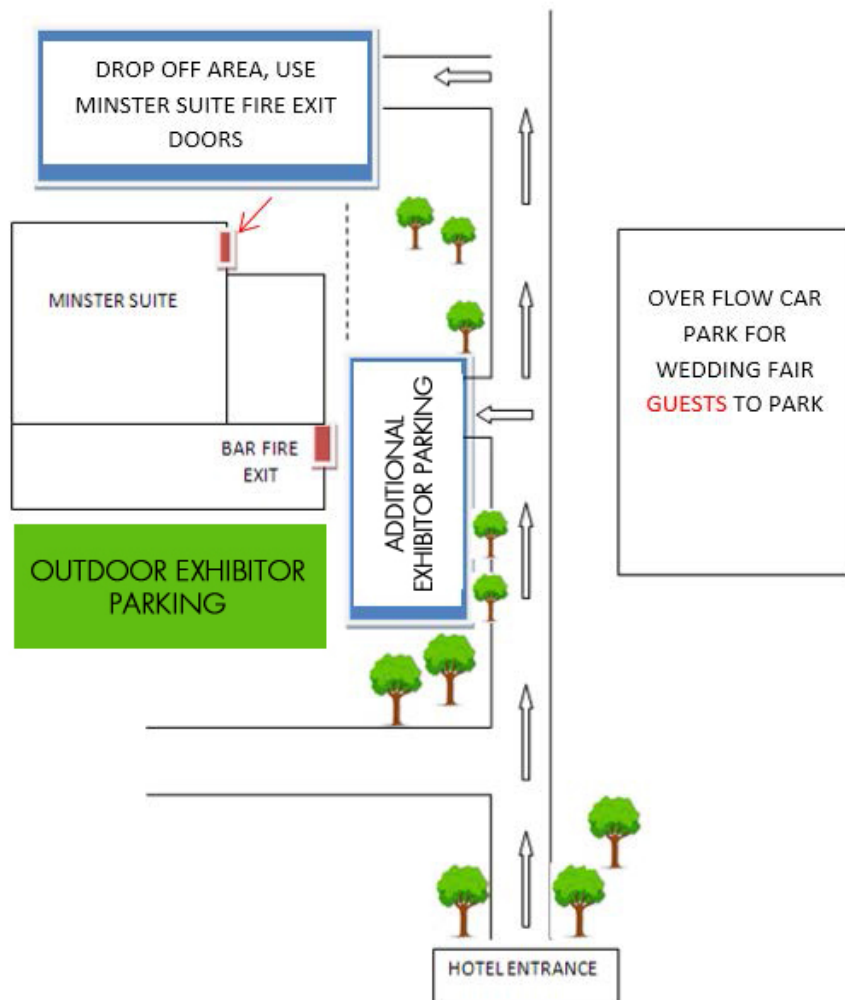 DROP OFF AREA, USE
MINSTER SUITE FIRE EXIT
DOORS
MINSTER SUITE
OVER FLOW CAR
PARK FOR
WEDDING FAIR
GUESTS TO PARK
ADDITIONAL
EXHIBITOR PARKING
BAR FIRE
EXIT
OUTDOOR EXHIBITOR
PARKING
HOTEL ENTRANCE